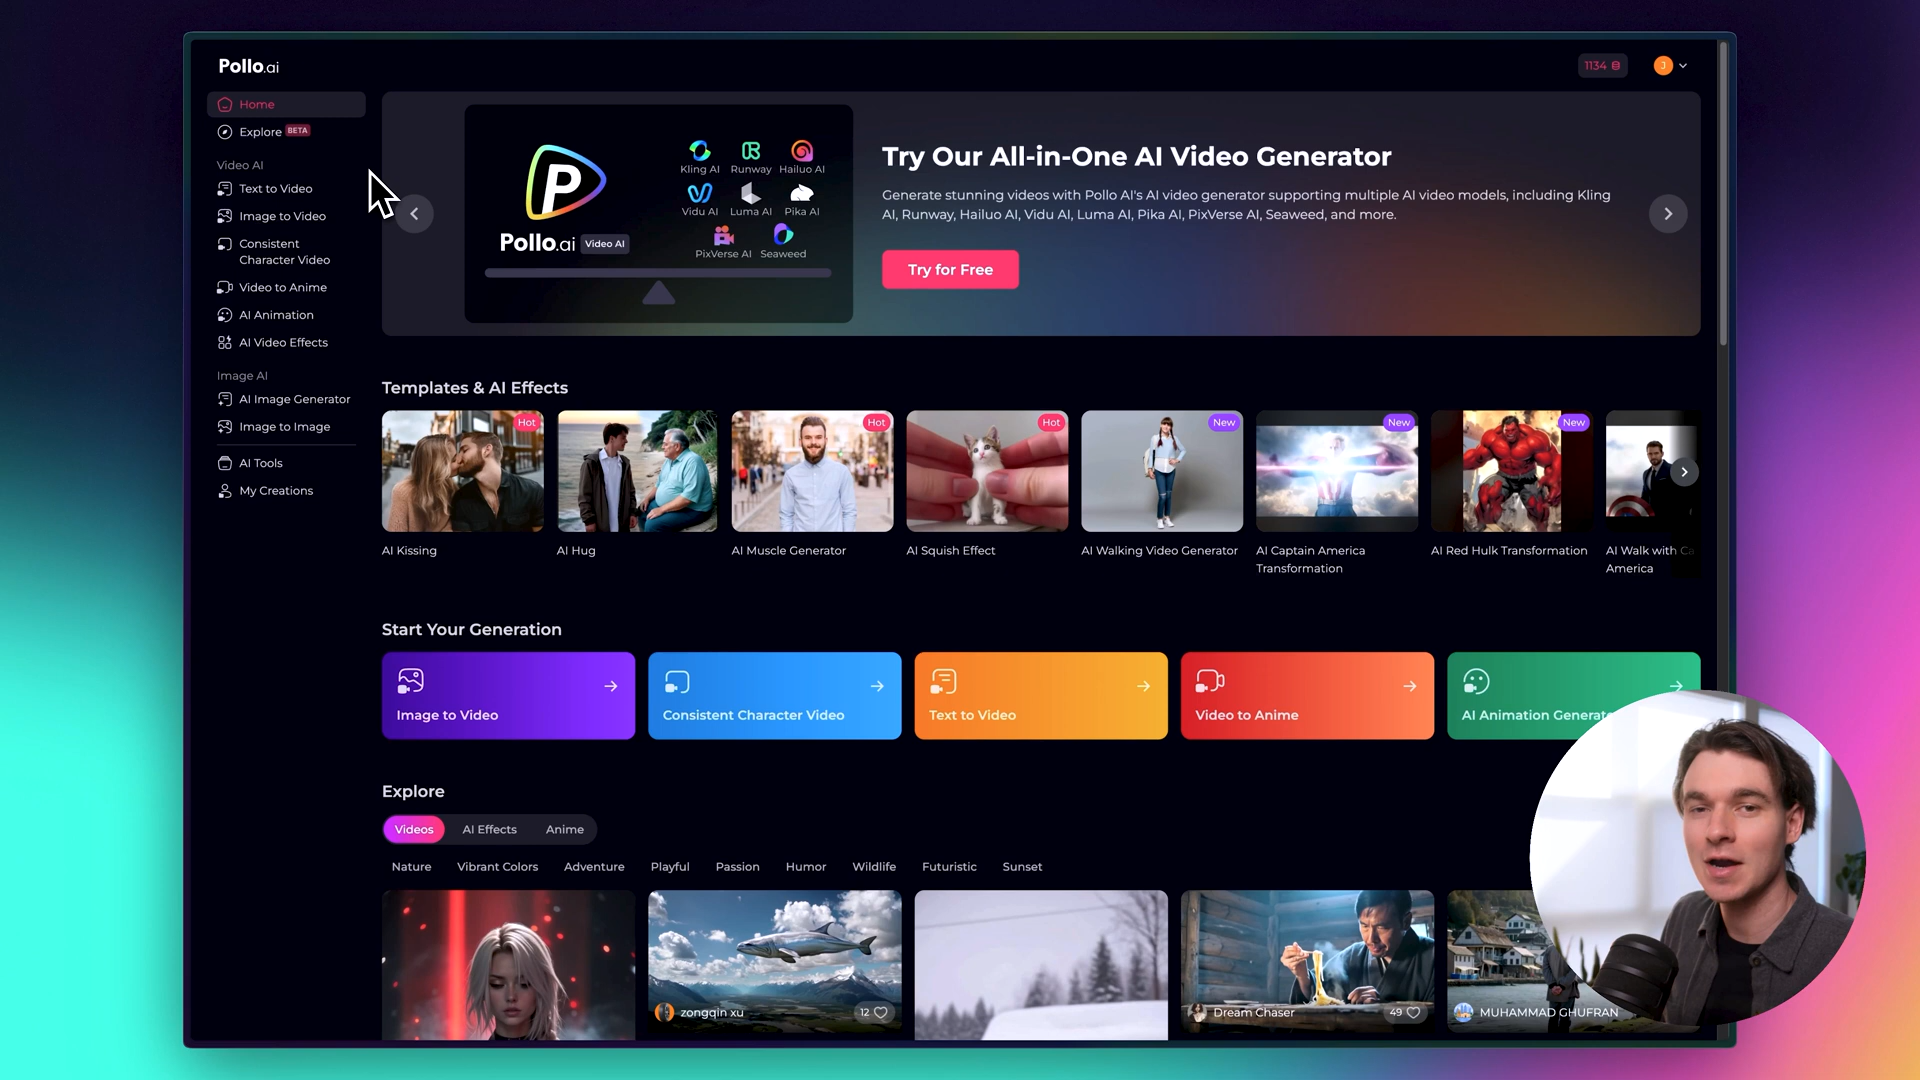 Pollo.ai
1134
J
Home
Explore BETA
Video AI
Text to Video
Image to Video
Consistent
Character Video
Video to Anime
AI Animation
AI Video Effects
Image AI
AI Image Generator
Image to Image
AI Tools
My Creations
Kling AI Runway Hailuo AI
Vidu AI Luma AI Pika AI
PixVerse AI Seaweed
Pollo.ai Video AI
Try Our All-in-One AI Video Generator
Generate stunning videos with Pollo AI's AI video generator supporting multiple AI video models, including Kling
AI, Runway, Hailuo AI, Vidu AI, Luma AI, Pika AI, PixVerse AI, Seaweed, and more.
Try for Free
Templates & AI Effects
Hot
Hot
Hot
New
New
New
AI Kissing
AI Hug
AI Muscle Generator
AI Squish Effect
AI Walking Video Generator
AI Captain America
Transformation
AI Red Hulk Transformation
AI Walk with Ca
America
Start Your Generation
Image to Video
Consistent Character Video
Text to Video
Video to Anime
AI Animation Generat
Explore
Videos AI Effects Anime
Nature Vibrant Colors Adventure Playful Passion Humor Wildlife Futuristic Sunset
zongqin xu 12
Dream Chaser 49
MUHAMMAD GHUFRAN